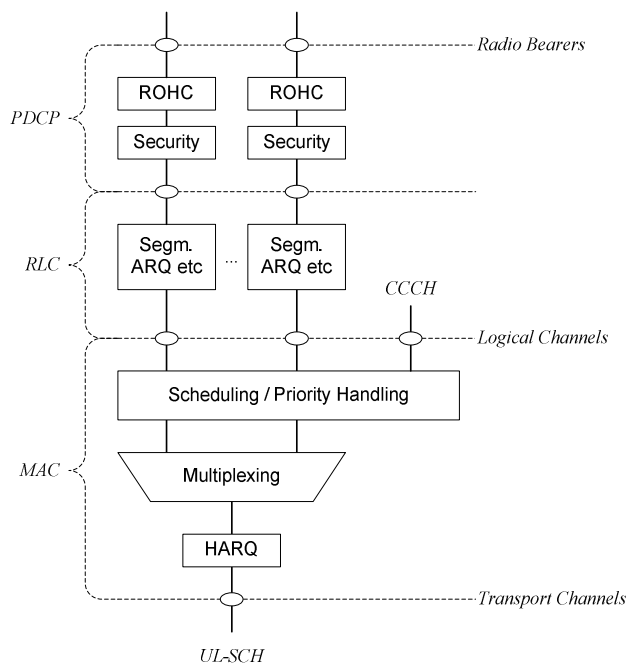 Radio Bearers
ROHC ROHC
PDCP
Security Security
Segm. ARQ etc
...
Segm. ARQ etc
RLC
CCCH
Logical Channels
Scheduling / Priority Handling
MAC
Multiplexing
HARQ
Transport Channels
UL-SCH